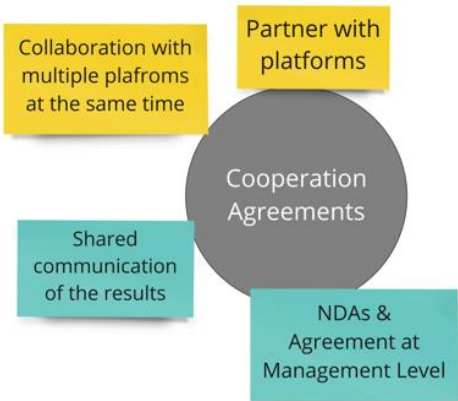 Collaboration with
multiple plafroms
at the same time
Partner with
platforms
Cooperation
Agreements
Shared
communication
of the results
NDAs &
Agreement at
Management Level